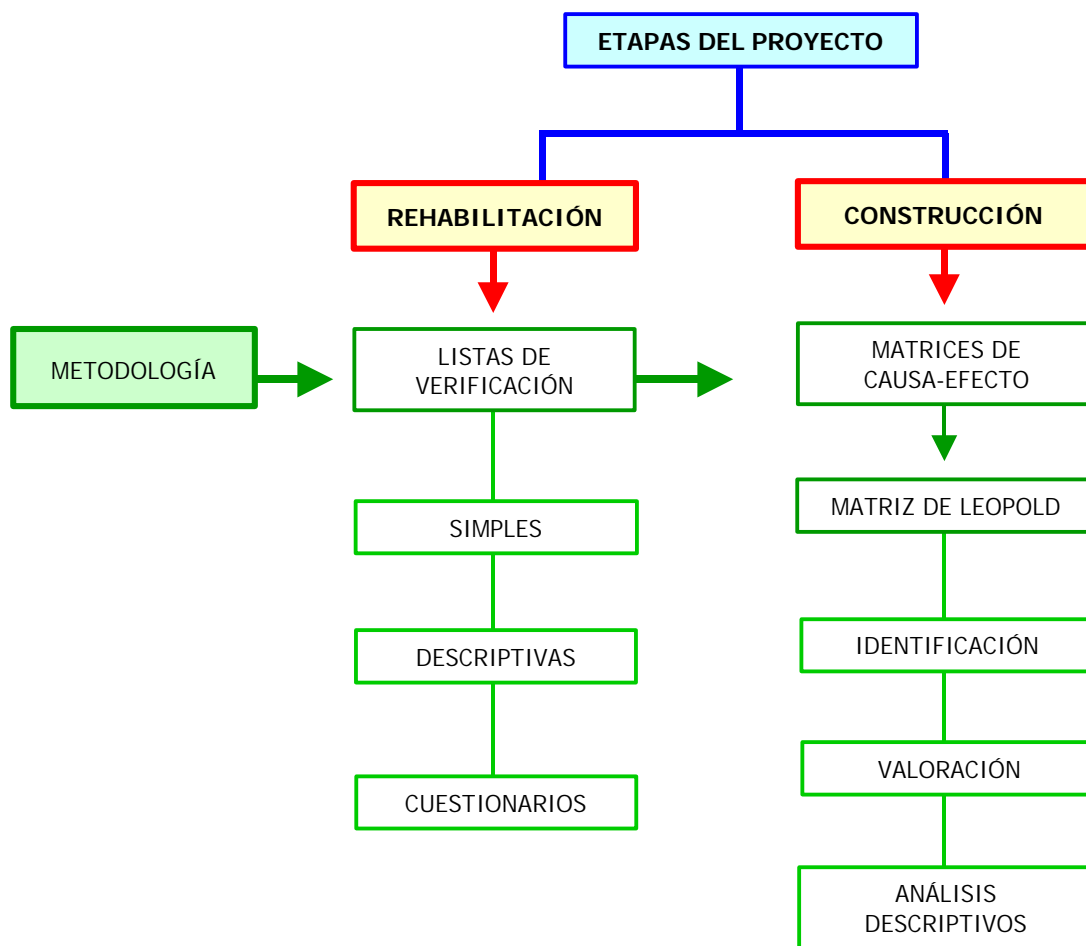 ETAPAS DEL PROYECTO
REHABILITACIÓN
CONSTRUCCIÓN
METODOLOGÍA
LISTAS DE
VERIFICACIÓN
MATRICES DE
CAUSA-EFECTO
SIMPLES
MATRIZ DE LEOPOLD
DESCRIPTIVAS
IDENTIFICACIÓN
CUESTIONARIOS
VALORACIÓN
ANÁLISIS
DESCRIPTIVOS